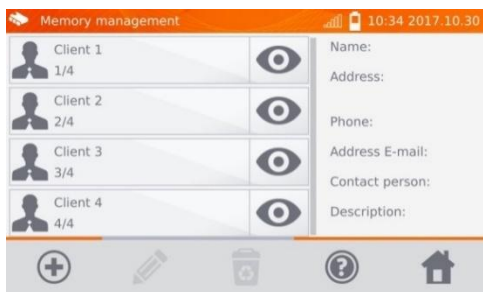 Memory management
10:34 2017.10.30
Client 1
1/4
Client 2
2/4
Client 3
3/4
Client 4
4/4
Name:
Address:
Phone:
Address E-mail:
Contact person:
Description: